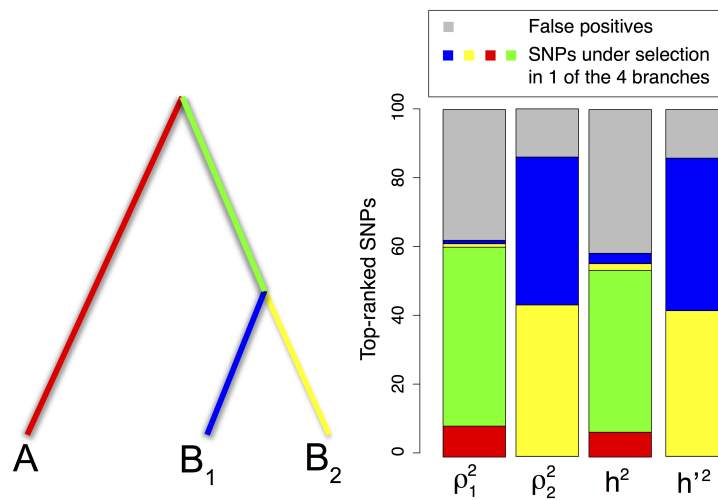 False positives
SNPs under selection
in 1 of the 4 branches
Top-ranked SNPs
100
80
60
40
20
0
A
B₁
B₂
ρ₁²
ρ₂²
h²
h'²